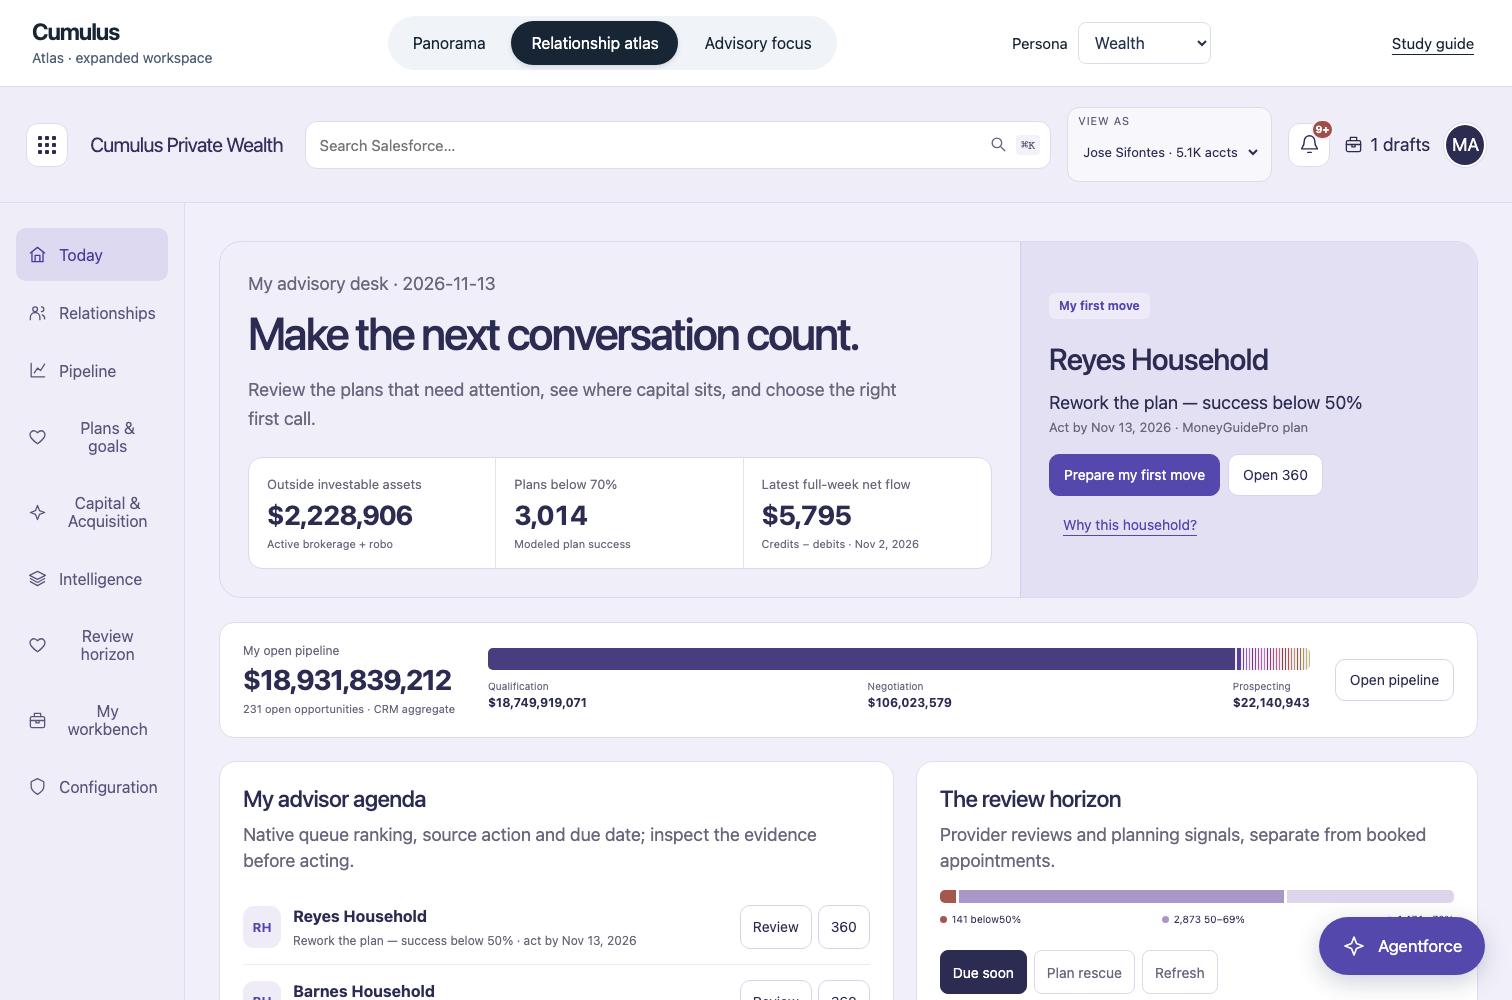 Cumulus
Atlas · expanded workspace
Panorama
Relationship atlas
Advisory focus
Persona
Wealth
Study guide
Cumulus Private Wealth
Search Salesforce...
⌘K
VIEW AS
Jose Sifontes · 5.1K accts
9+
1 drafts
MA
Today
Relationships
Pipeline
Plans &
goals
Capital &
Acquisition
Intelligence
Review
horizon
My
workbench
Configuration
My advisory desk · 2026-11-13
Make the next conversation count.
Review the plans that need attention, see where capital sits, and choose the right
first call.
Outside investable assets
$2,228,906
Active brokerage + robo
Plans below 70%
3,014
Modeled plan success
Latest full-week net flow
$5,795
Credits − debits · Nov 2, 2026
My first move
Reyes Household
Rework the plan — success below 50%
Act by Nov 13, 2026 · MoneyGuidePro plan
Prepare my first move
Open 360
Why this household?
My open pipeline
$18,931,839,212
231 open opportunities · CRM aggregate
Qualification
$18,749,919,071
Negotiation
$106,023,579
Prospecting
$22,140,943
Open pipeline
My advisor agenda
Native queue ranking, source action and due date; inspect the evidence
before acting.
RH
Reyes Household
Rework the plan — success below 50% · act by Nov 13, 2026
Review
360
Barnes Household
Review
360
The review horizon
Provider reviews and planning signals, separate from booked
appointments.
141 below50%
2,873 50–69%
Due soon
Plan rescue
Refresh
Agentforce